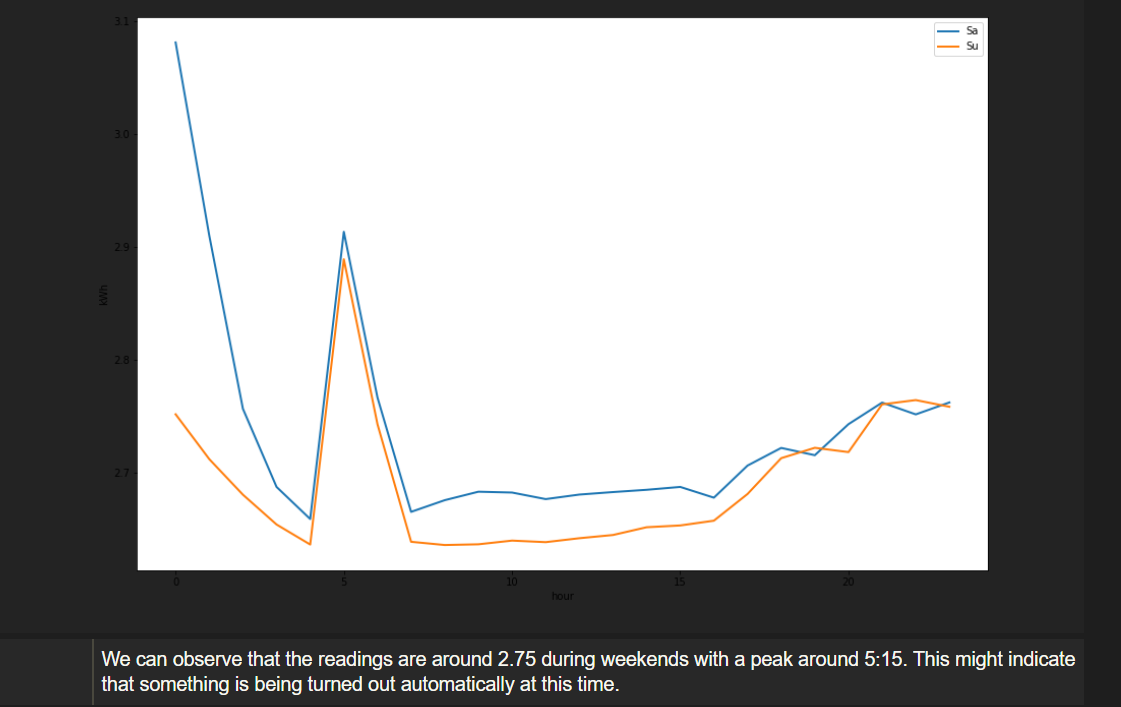 3.1
Sa
Su
3.0
2.9
kWh
2.8
2.7
0 5 10 15 20
hour
We can observe that the readings are around 2.75 during weekends with a peak around 5:15. This might indicate
that something is being turned out automatically at this time.